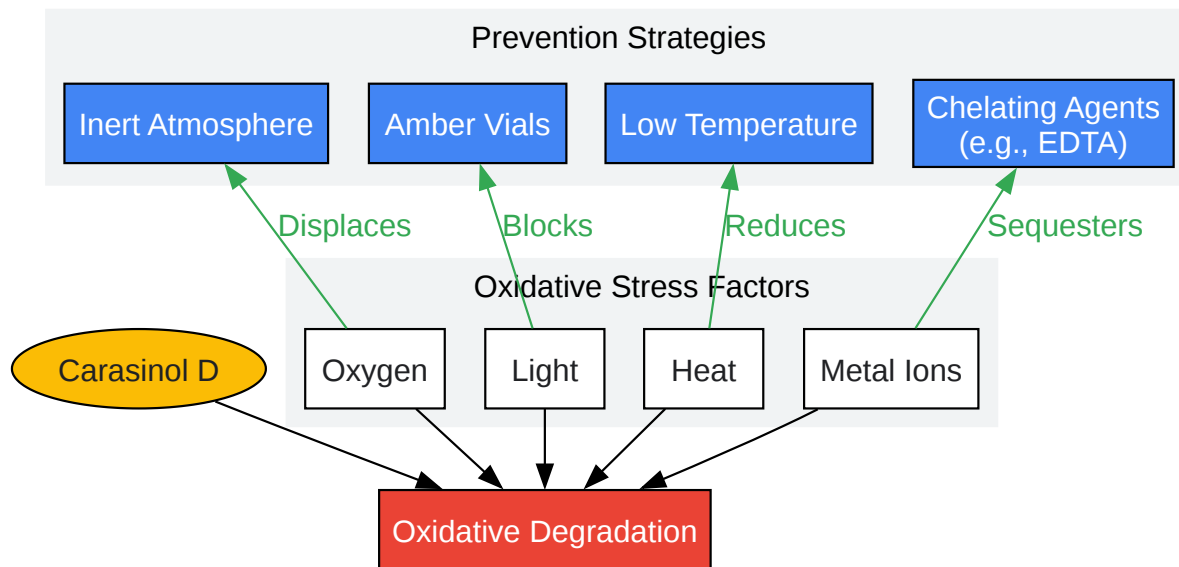 Prevention Strategies
Inert Atmosphere
Amber Vials
Low Temperature
Chelating Agents
(e.g., EDTA)
Displaces
Blocks
Reduces
Sequesters
Oxidative Stress Factors
Carasinol D
Oxygen
Light
Heat
Metal Ions
Oxidative Degradation